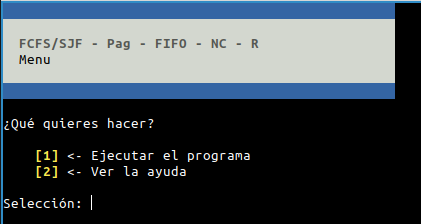 FCFS/SJF - Pag - FIFO - NC - R
Menu
¿Qué quieres hacer?
[1] <- Ejecutar el programa
[2] <- Ver la ayuda
Selección: